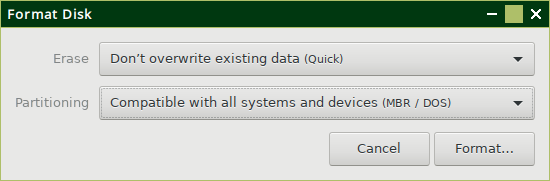 Format Disk
Erase Don’t overwrite existing data (Quick)
Partitioning Compatible with all systems and devices (MBR / DOS)
Cancel Format...